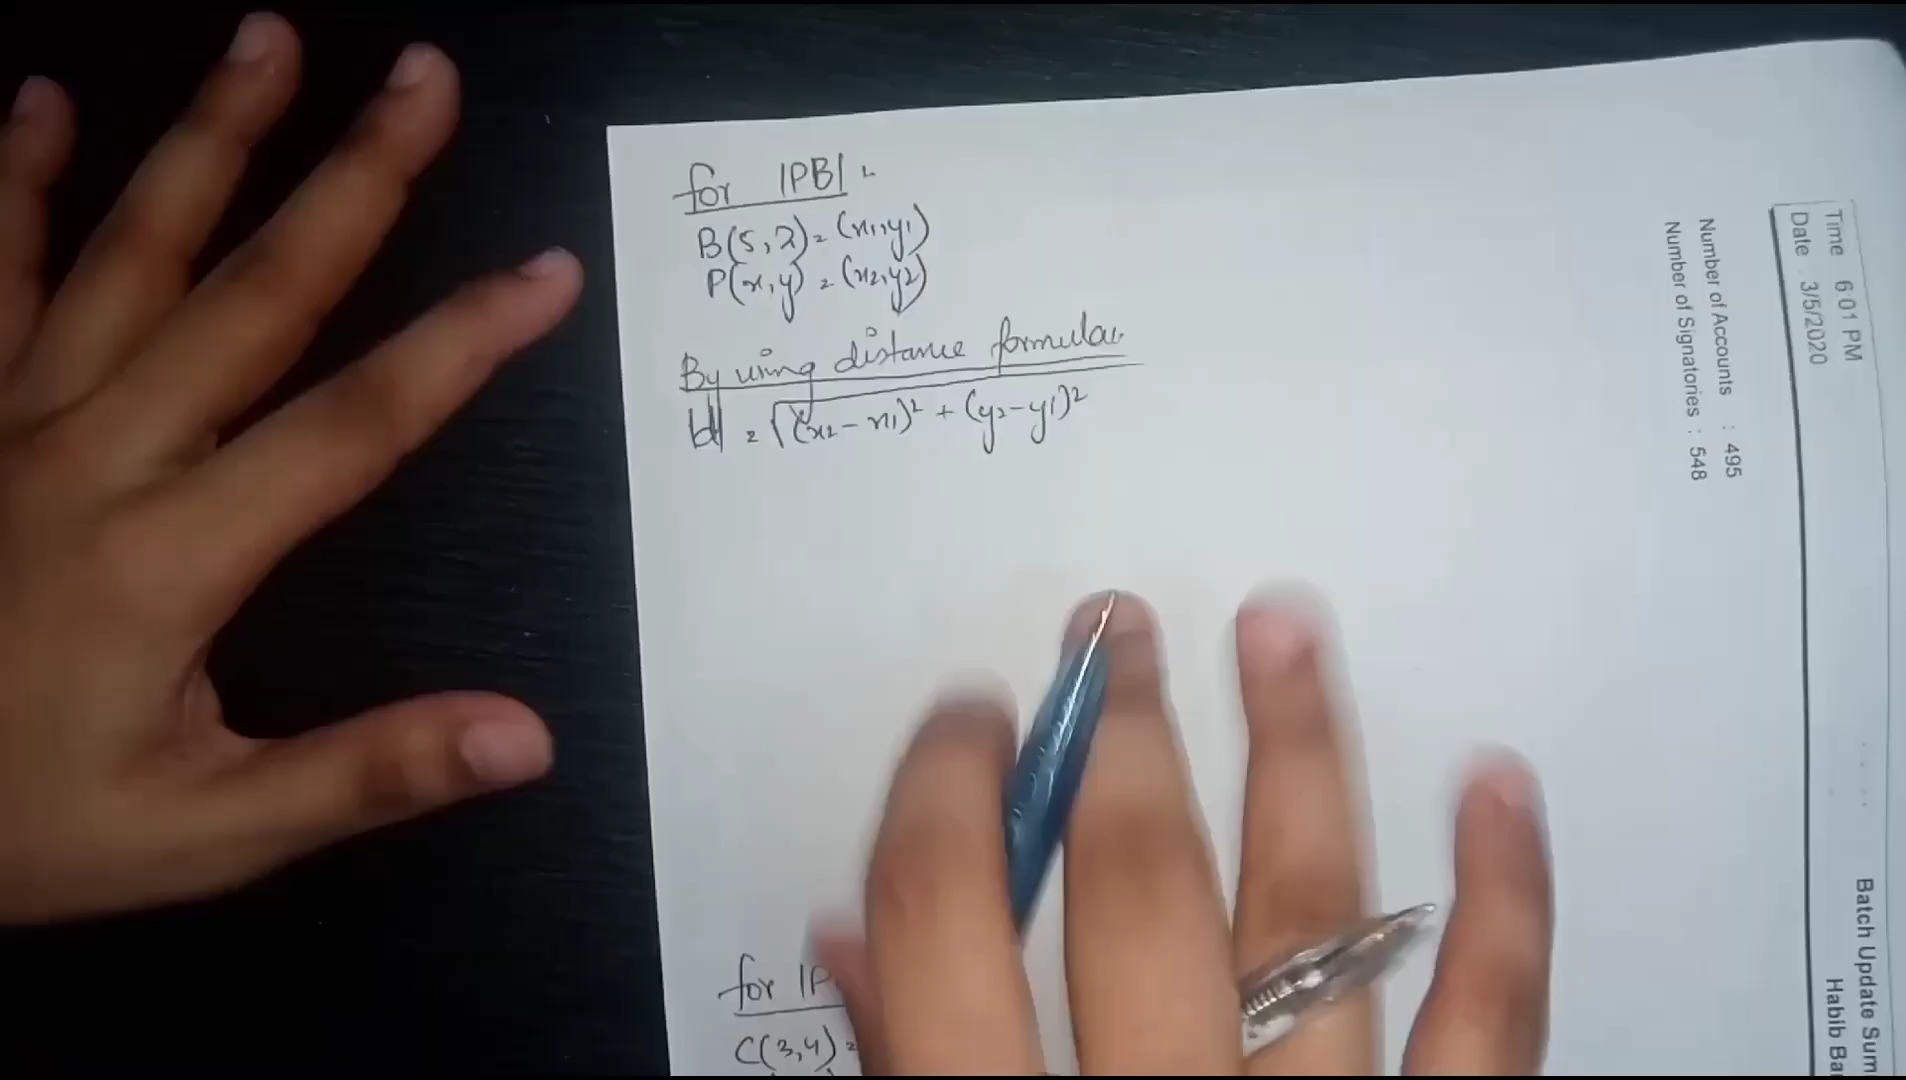 for |PB| =
B(5,2) = (x1,y1)
P(x,y) = (x2,y2)
By using distance formula:
|d| = √(x2-x1)² + (y2-y1)²
for |P
C(3,4) =
Time 6:01 PM
Date 3/5/2020
Number of Accounts : 495
Number of Signatories : 548
Batch Update Sum
Habib Ba